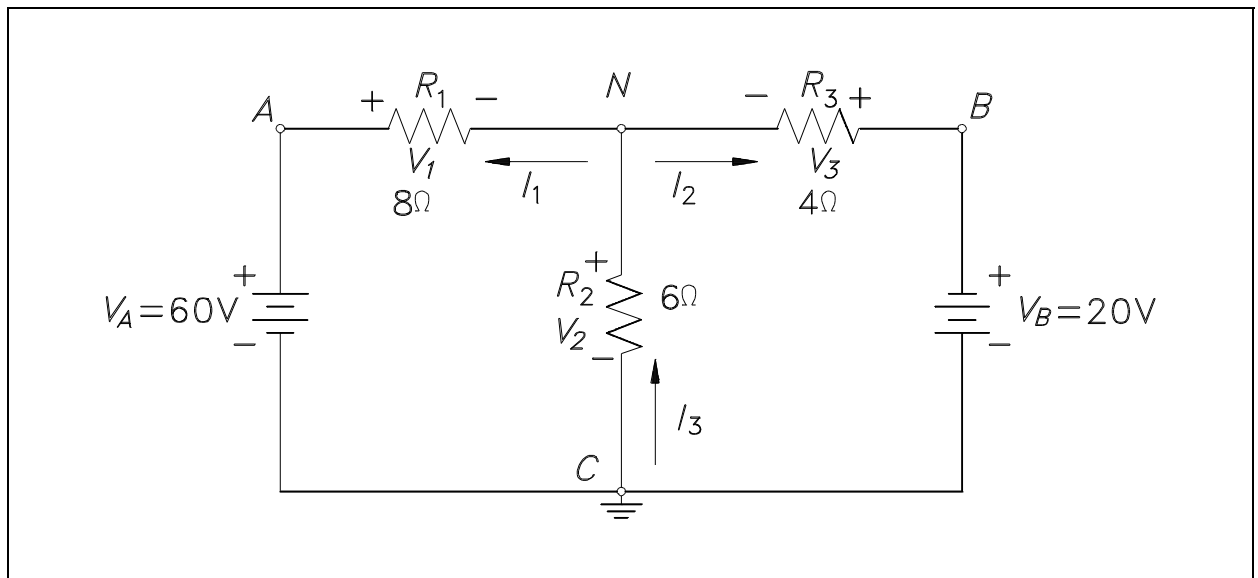 A + R1 − N − R3 + B
V1 V3
8Ω I1 I2 4Ω
+ + +
R2 6Ω
VA=60V VB=20V
V2
− − −
I3
C